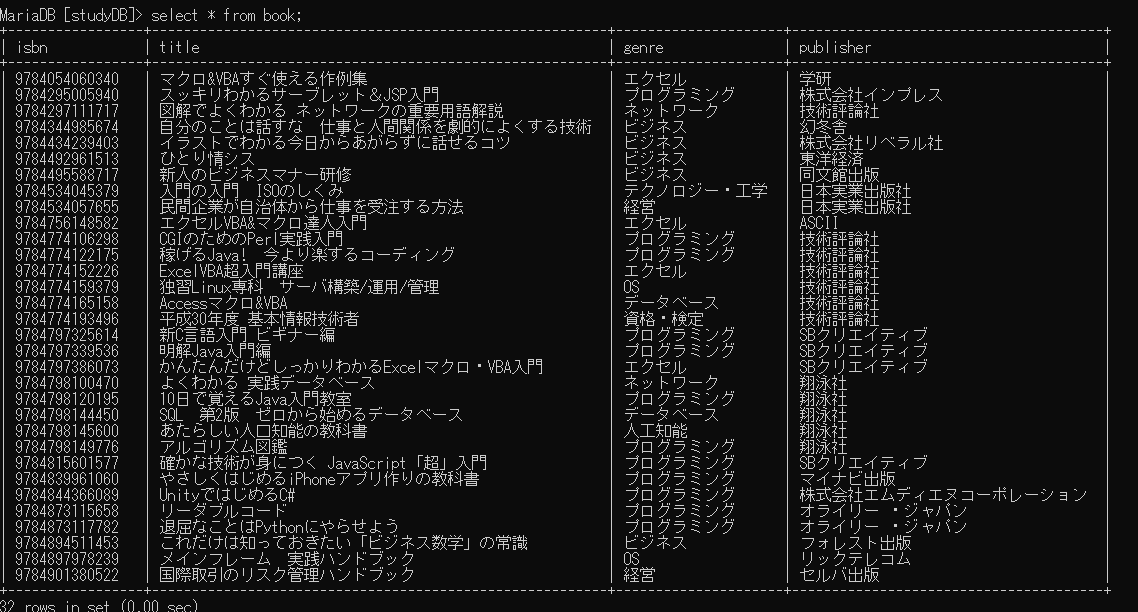 MariaDB [studyDB]> select * from book;
| isbn | title | genre | publisher |
| 9784054060340 | マクロ&VBAすぐ使える作例集 | エクセル | 学研 |
| 9784295005940 | スッキリわかるサーブレット＆JSP入門 | プログラミング | 株式会社インプレス |
| 9784297111717 | 図解でよくわかる ネットワークの重要用語解説 | ネットワーク | 技術評論社 |
| 9784344985674 | 自分のことは話すな　仕事と人間関係を劇的によくする技術 | ビジネス | 幻冬舎 |
| 9784434239403 | イラストでわかる今日からあがらずに話せるコツ | ビジネス | 株式会社リベラル社 |
| 9784492961513 | ひとり情シス | ビジネス | 東洋経済 |
| 9784495588717 | 新人のビジネスマナー研修 | ビジネス | 同文館出版 |
| 9784534045379 | 入門の入門　ISOのしくみ | テクノロジー・工学 | 日本実業出版社 |
| 9784534057655 | 民間企業が自治体から仕事を受注する方法 | 経営 | 日本実業出版社 |
| 9784756148582 | エクセルVBA&マクロ達人入門 | エクセル | ASCII |
| 9784774106298 | CGIのためのPerl実践入門 | プログラミング | 技術評論社 |
| 9784774122175 | 稼げるJava!　今より楽するコーディング | プログラミング | 技術評論社 |
| 9784774152226 | ExcelVBA超入門講座 | エクセル | 技術評論社 |
| 9784774159379 | 独習Linux専科　サーバ構築/運用/管理 | OS | 技術評論社 |
| 9784774165158 | Accessマクロ&VBA | データベース | 技術評論社 |
| 9784774193496 | 平成30年度 基本情報技術者 | 資格・検定 | 技術評論社 |
| 9784797325614 | 新C言語入門 ビギナー編 | プログラミング | SBクリエイティブ |
| 9784797339536 | 明解Java入門編 | プログラミング | SBクリエイティブ |
| 9784797386073 | かんたんだけどしっかりわかるExcelマクロ・VBA入門 | エクセル | SBクリエイティブ |
| 9784798100470 | よくわかる 実践データベース | ネットワーク | 翔泳社 |
| 9784798120195 | 10日で覚えるJava入門教室 | プログラミング | 翔泳社 |
| 9784798144450 | SQL　第2版　ゼロから始めるデータベース | データベース | 翔泳社 |
| 9784798145600 | あたらしい人口知能の教科書 | 人工知能 | 翔泳社 |
| 9784798149776 | アルゴリズム図鑑 | プログラミング | 翔泳社 |
| 9784815601577 | 確かな技術が身につく JavaScript「超」入門 | プログラミング | SBクリエイティブ |
| 9784839961060 | やさしくはじめるiPhoneアプリ作りの教科書 | プログラミング | マイナビ出版 |
| 9784844366089 | UnityではじめるC# | プログラミング | 株式会社エムディエヌコーポレーション |
| 9784873115658 | リーダブルコード | プログラミング | オライリー ・ジャパン |
| 9784873117782 | 退屈なことはPythonにやらせよう | プログラミング | オライリー ・ジャパン |
| 9784894511453 | これだけは知っておきたい「ビジネス数学」の常識 | ビジネス | フォレスト出版 |
| 9784897978239 | メインフレーム　実践ハンドブック | OS | リックテレコム |
| 9784901380522 | 国際取引のリスク管理ハンドブック | 経営 | セルバ出版 |
32 rows in set (0.00 sec)